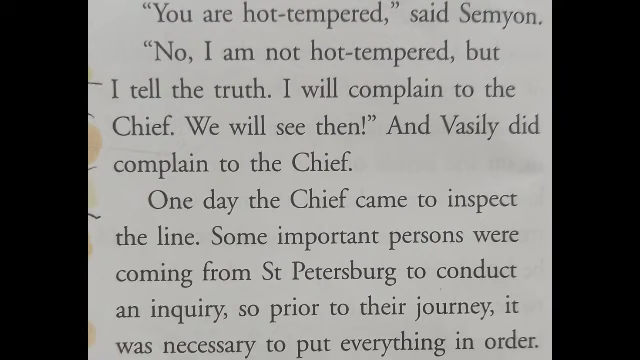 “You are hot-tempered,” said Semyon.
“No, I am not hot-tempered, but
I tell the truth. I will complain to the
Chief. We will see then!” And Vasily did
complain to the Chief.
One day the Chief came to inspect
the line. Some important persons were
coming from St Petersburg to conduct
an inquiry, so prior to their journey, it
was necessary to put everything in order.